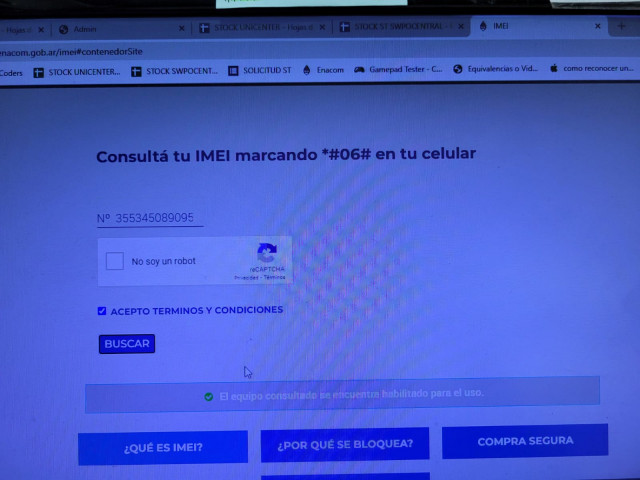 - Hojas d
Admin
STOCK UNICENTER - Hojas d
STOCK ST SWPOCENTRAL -
IMEI
enacom.gob.ar/imei#contenedorSite
Coders
STOCK UNICENTER...
STOCK SWPOCENT...
SOLICITUD ST
Enacom
Gamepad Tester - C...
Equivalencias o Vid...
como reconocer un...
Consultá tu IMEI marcando *#06# en tu celular
Nº 355345089095
No soy un robot
reCAPTCHA
Privacidad - Términos
ACEPTO TERMINOS Y CONDICIONES
BUSCAR
El equipo consultado se encuentra habilitado para el uso.
¿QUÉ ES IMEI?
¿POR QUÉ SE BLOQUEA?
COMPRA SEGURA